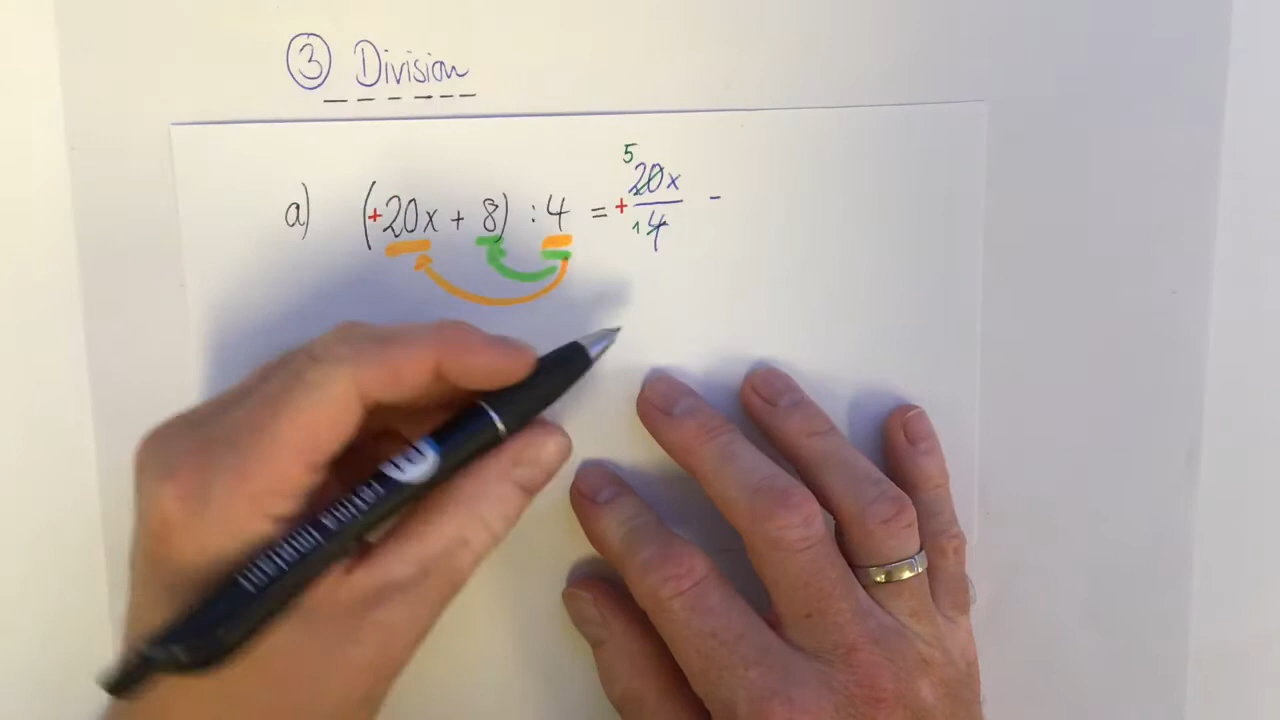 ③ Division
a) (+20x + 8) : 4 = + 5 20x / 1 4 -